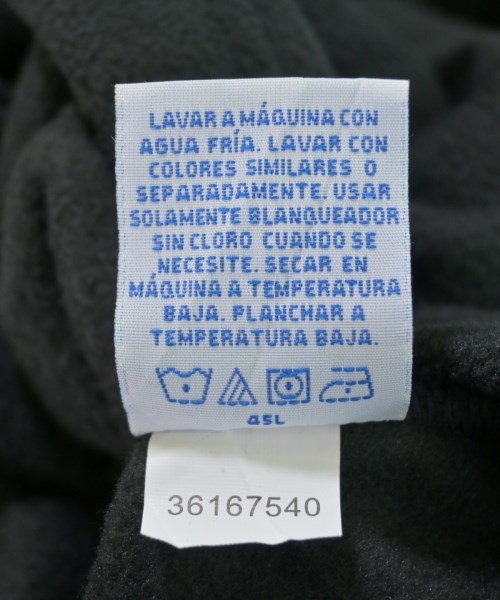 LAVAR A MÁQUINA CON
AGUA FRÍA. LAVAR CON
COLORES SIMILARES O
SEPARADAMENTE. USAR
SOLAMENTE BLANQUEADOR
SIN CLORO CUANDO SE
NECESITE. SECAR EN
MÁQUINA A TEMPERATURA
BAJA. PLANCHAR A
TEMPERATURA BAJA.
45L
36167540